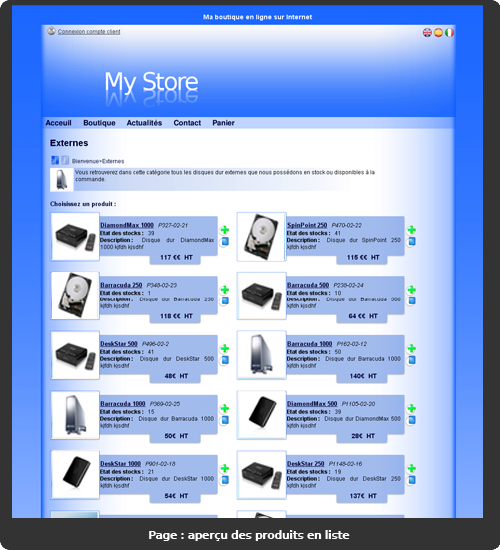 Ma boutique en ligne sur Internet
Connexion compte client
My Store
Acceuil Boutique Actualités Contact Panier
Externes
Bienvenue>Externes
Vous retrouverez dans cette catégorie tous les disques dur externes que nous possédons en stock ou disponibles à la
commande.
Choisissez un produit :
DiamondMax 1000 P327-02-21
Etat des stocks : 39
Description : Disque dur DiamondMax
1000 kjfdh kjsdhf
117 €€ HT
SpinPoint 250 P470-02-22
Etat des stocks : 41
Description : Disque dur SpinPoint 250
kjfdh kjsdhf
115 €€ HT
Barracuda 250 P348-02-23
Etat des stocks : 1
Description : Disque dur Barracuda 250
kjfdh kjsdhf
118 €€ HT
Barracuda 500 P238-02-24
Etat des stocks : 10
Description : Disque dur Barracuda 500
kjfdh kjsdhf
64 €€ HT
DeskStar 500 P496-02-2
Etat des stocks : 41
Description : Disque dur DeskStar 500
kjfdh kjsdhf
48€ HT
Barracuda 1000 P162-02-12
Etat des stocks : 50
Description : Disque dur Barracuda 1000
kjfdh kjsdhf
140€ HT
Barracuda 1000 P369-02-25
Etat des stocks : 15
Description : Disque dur Barracuda 1000
kjfdh kjsdhf
50€ HT
DiamondMax 500 P1105-02-20
Etat des stocks : 39
Description : Disque dur DiamondMax 500
kjfdh kjsdhf
28€ HT
DeskStar 1000 P901-02-18
Etat des stocks : 21
Description : Disque dur DeskStar 1000
kjfdh kjsdhf
54€ HT
DeskStar 250 P1148-02-16
Etat des stocks : 19
Description : Disque dur DeskStar 250
kjfdh kjsdhf
137€ HT
Page : aperçu des produits en liste